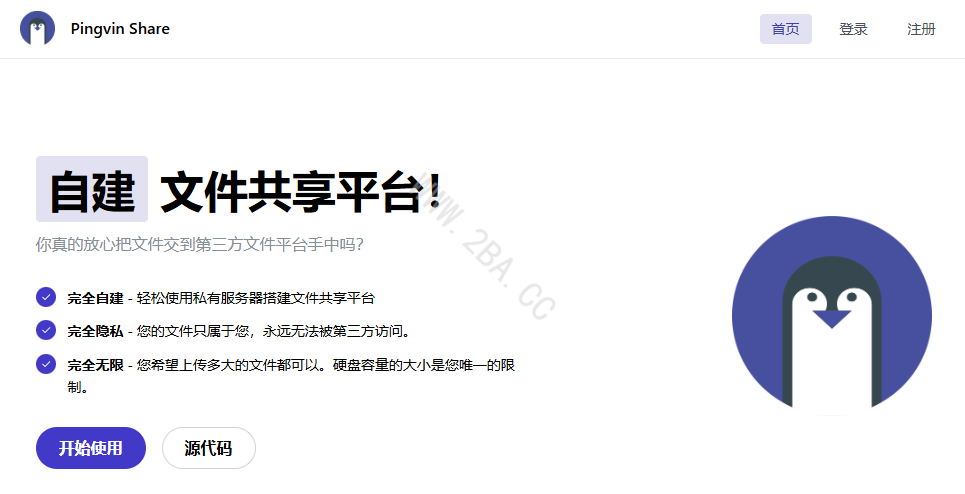 Pingvin Share
首页
登录
注册
自建 文件共享平台!
你真的放心把文件交到第三方文件平台手中吗?
完全自建 - 轻松使用私有服务器搭建文件共享平台
完全隐私 - 您的文件只属于您，永远无法被第三方访问。
完全无限 - 您希望上传多大的文件都可以。硬盘容量的大小是您唯一的限
制。
开始使用
源代码
WWW.2BA.CC